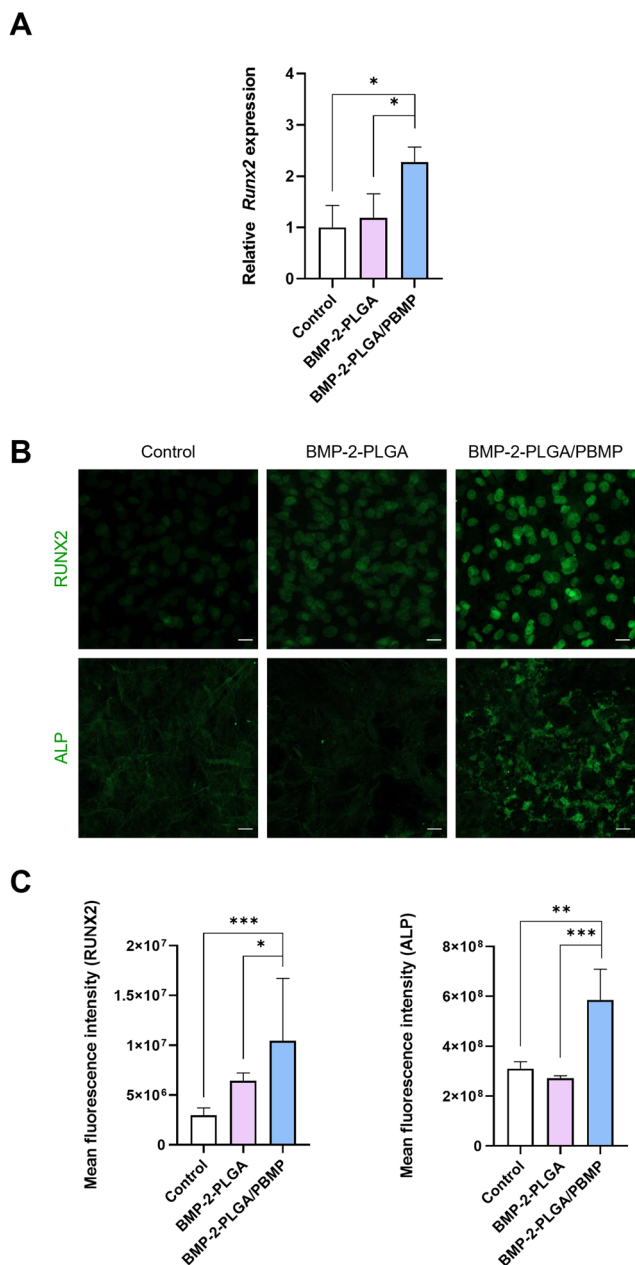 A
Relative Runx2 expression
4
3
2
1
0
*
*
Control
BMP-2-PLGA
BMP-2-PLGA/PBMP
B
Control
BMP-2-PLGA
BMP-2-PLGA/PBMP
RUNX2
ALP
C
Mean fluorescence intensity (RUNX2)
2×10⁷
1.5×10⁷
1×10⁷
5×10⁶
0
***
*
Control
BMP-2-PLGA
BMP-2-PLGA/PBMP
Mean fluorescence intensity (ALP)
8×10⁸
6×10⁸
4×10⁸
2×10⁸
0
**
***
Control
BMP-2-PLGA
BMP-2-PLGA/PBMP